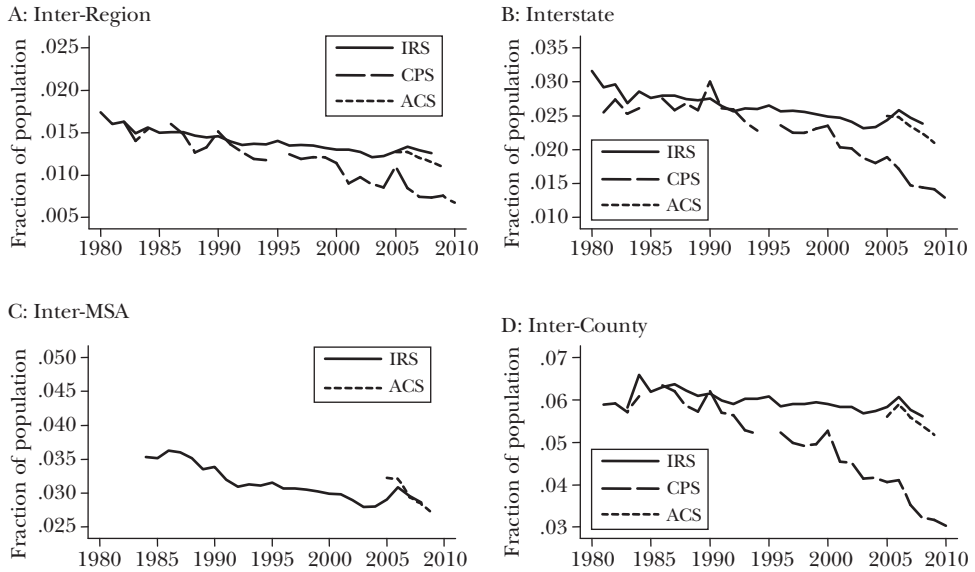 A: Inter-Region
Fraction of population
.025
.020
.015
.010
.005
IRS
CPS
ACS
1980 1985 1990 1995 2000 2005 2010
B: Interstate
Fraction of population
.035
.030
.025
.020
.015
.010
IRS
CPS
ACS
1980 1985 1990 1995 2000 2005 2010
C: Inter-MSA
Fraction of population
.050
.045
.040
.035
.030
.025
IRS
ACS
1980 1985 1990 1995 2000 2005 2010
D: Inter-County
Fraction of population
.07
.06
.05
.04
.03
IRS
CPS
ACS
1980 1985 1990 1995 2000 2005 2010